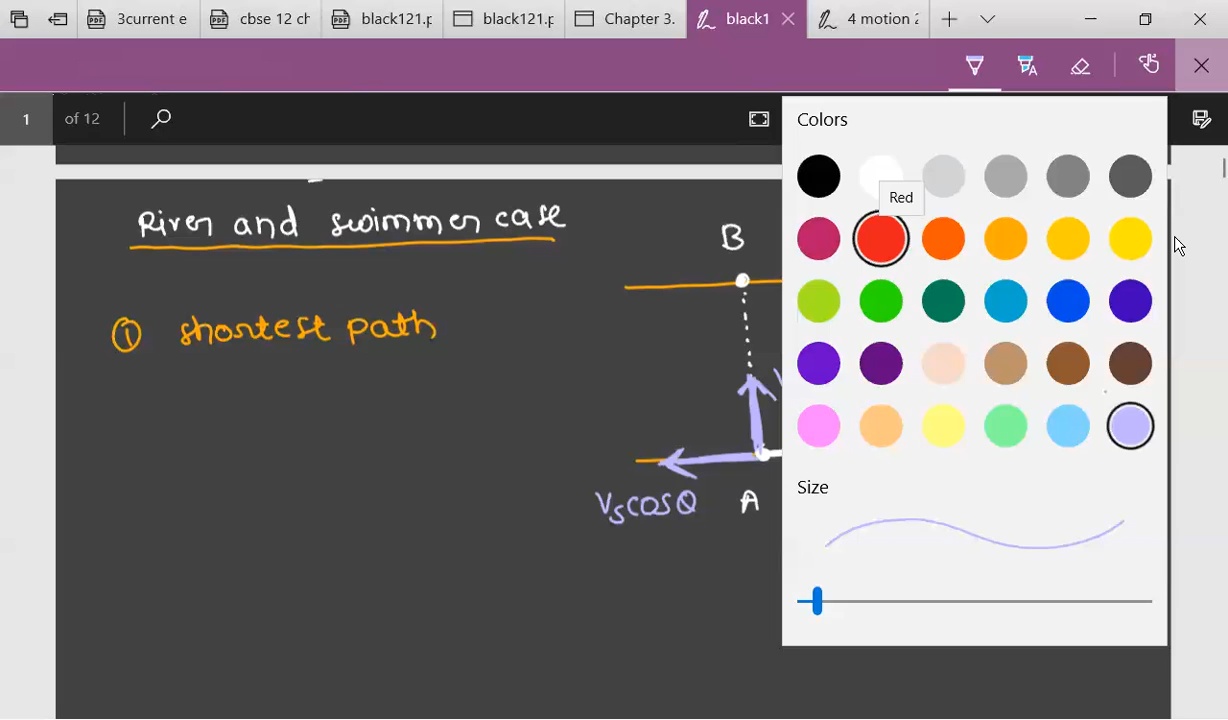 3current e
cbse 12 ch
black121.p
black121.p
Chapter 3.
black1
4 motion 2
1 of 12
Colors
Red
River and swimmer case
B
① shortest path
Vscosθ
A
Size